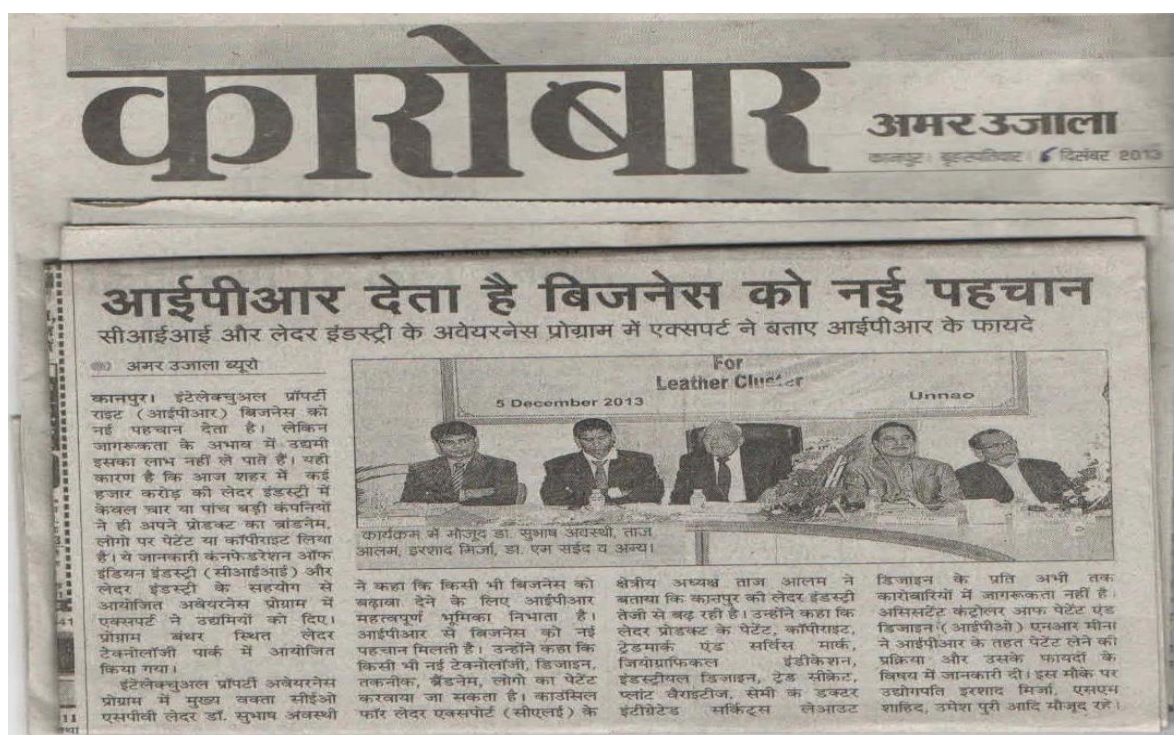 कारोबार
अमर उजाला
कानपुर। बृहस्पतिवार। 5 दिसंबर 2013
आईपीआर देता है बिजनेस को नई पहचान
सीआईआई और लेदर इंडस्ट्री के अवेयरनेस प्रोग्राम में एक्सपर्ट ने बताए आईपीआर के फायदे
अमर उजाला ब्यूरो
कानपुर। इंटेलेक्चुअल प्रॉपर्टी
राइट (आईपीआर) बिजनेस को
नई पहचान देता है। लेकिन
जागरूकता के अभाव में उद्यमी
इसका लाभ नहीं ले पाते हैं। यही
कारण है कि आज शहर में कई
हजार करोड़ की लेदर इंडस्ट्री में
केवल चार या पांच बड़ी कंपनियों
ने ही अपने प्रोडक्ट का ब्रांडनेम,
लोगो पर पेटेंट या कॉपीराइट लिया
है। ये जानकारी कनफेडरेशन ऑफ
इंडियन इंडस्ट्री (सीआईआई) और
लेदर इंडस्ट्री के सहयोग से
आयोजित अवेयरनेस प्रोग्राम में
एक्सपर्ट ने उद्यमियों को दिए।
प्रोग्राम बंथर स्थित लेदर
टेक्नोलॉजी पार्क में आयोजित
किया गया।
इंटेलेक्चुअल प्रॉपर्टी अवेयरनेस
प्रोग्राम में मुख्य वक्ता सीईओ
एसपीवी लेदर डॉ. सुभाष अवस्थी
For
Leather Cluster
5 December 2013
Unnao
कार्यक्रम में मौजूद डा. सुभाष अवस्थी, ताज
आलम, इरशाद मिर्जा, डा. एम सईद व अन्य।
ने कहा कि किसी भी बिजनेस को
बढ़ावा देने के लिए आईपीआर
महत्वपूर्ण भूमिका निभाता है।
आईपीआर से बिजनेस को नई
पहचान मिलती है। उन्होंने कहा कि
किसी भी नई टेक्नोलॉजी, डिजाइन,
तकनीक, ब्रैंडनेम, लोगो का पेटेंट
करवाया जा सकता है। काउंसिल
फॉर लेदर एक्सपोर्ट (सीएलई) के
क्षेत्रीय अध्यक्ष ताज आलम ने
बताया कि कानपुर की लेदर इंडस्ट्री
तेजी से बढ़ रही है। उन्होंने कहा कि
लेदर प्रोडक्ट के पेटेंट, कॉपीराइट,
ट्रेडमार्क एंड सर्विस मार्क,
जियोग्राफिकल इंडीकेशन,
इंडस्ट्रीयल डिजाइन, ट्रेड सीक्रेट,
प्लांट वैराइटीज, सेमी के डक्टर
इंटीग्रेटेड सर्किट्स लेआउट
डिजाइन के प्रति अभी तक
कारोबारियों में जागरूकता नहीं है।
असिसटेंट कंट्रोलर आफ पेटेंट एंड
डिजाइन (आईपीओ) एनआर मीना
ने आईपीआर के तहत पेटेंट लेने की
प्रक्रिया और उसके फायदों के
विषय में जानकारी दी। इस मौके पर
उद्योगपति इरशाद मिर्जा, एसएम
शाहिद, उमेश पुरी आदि मौजूद रहे।